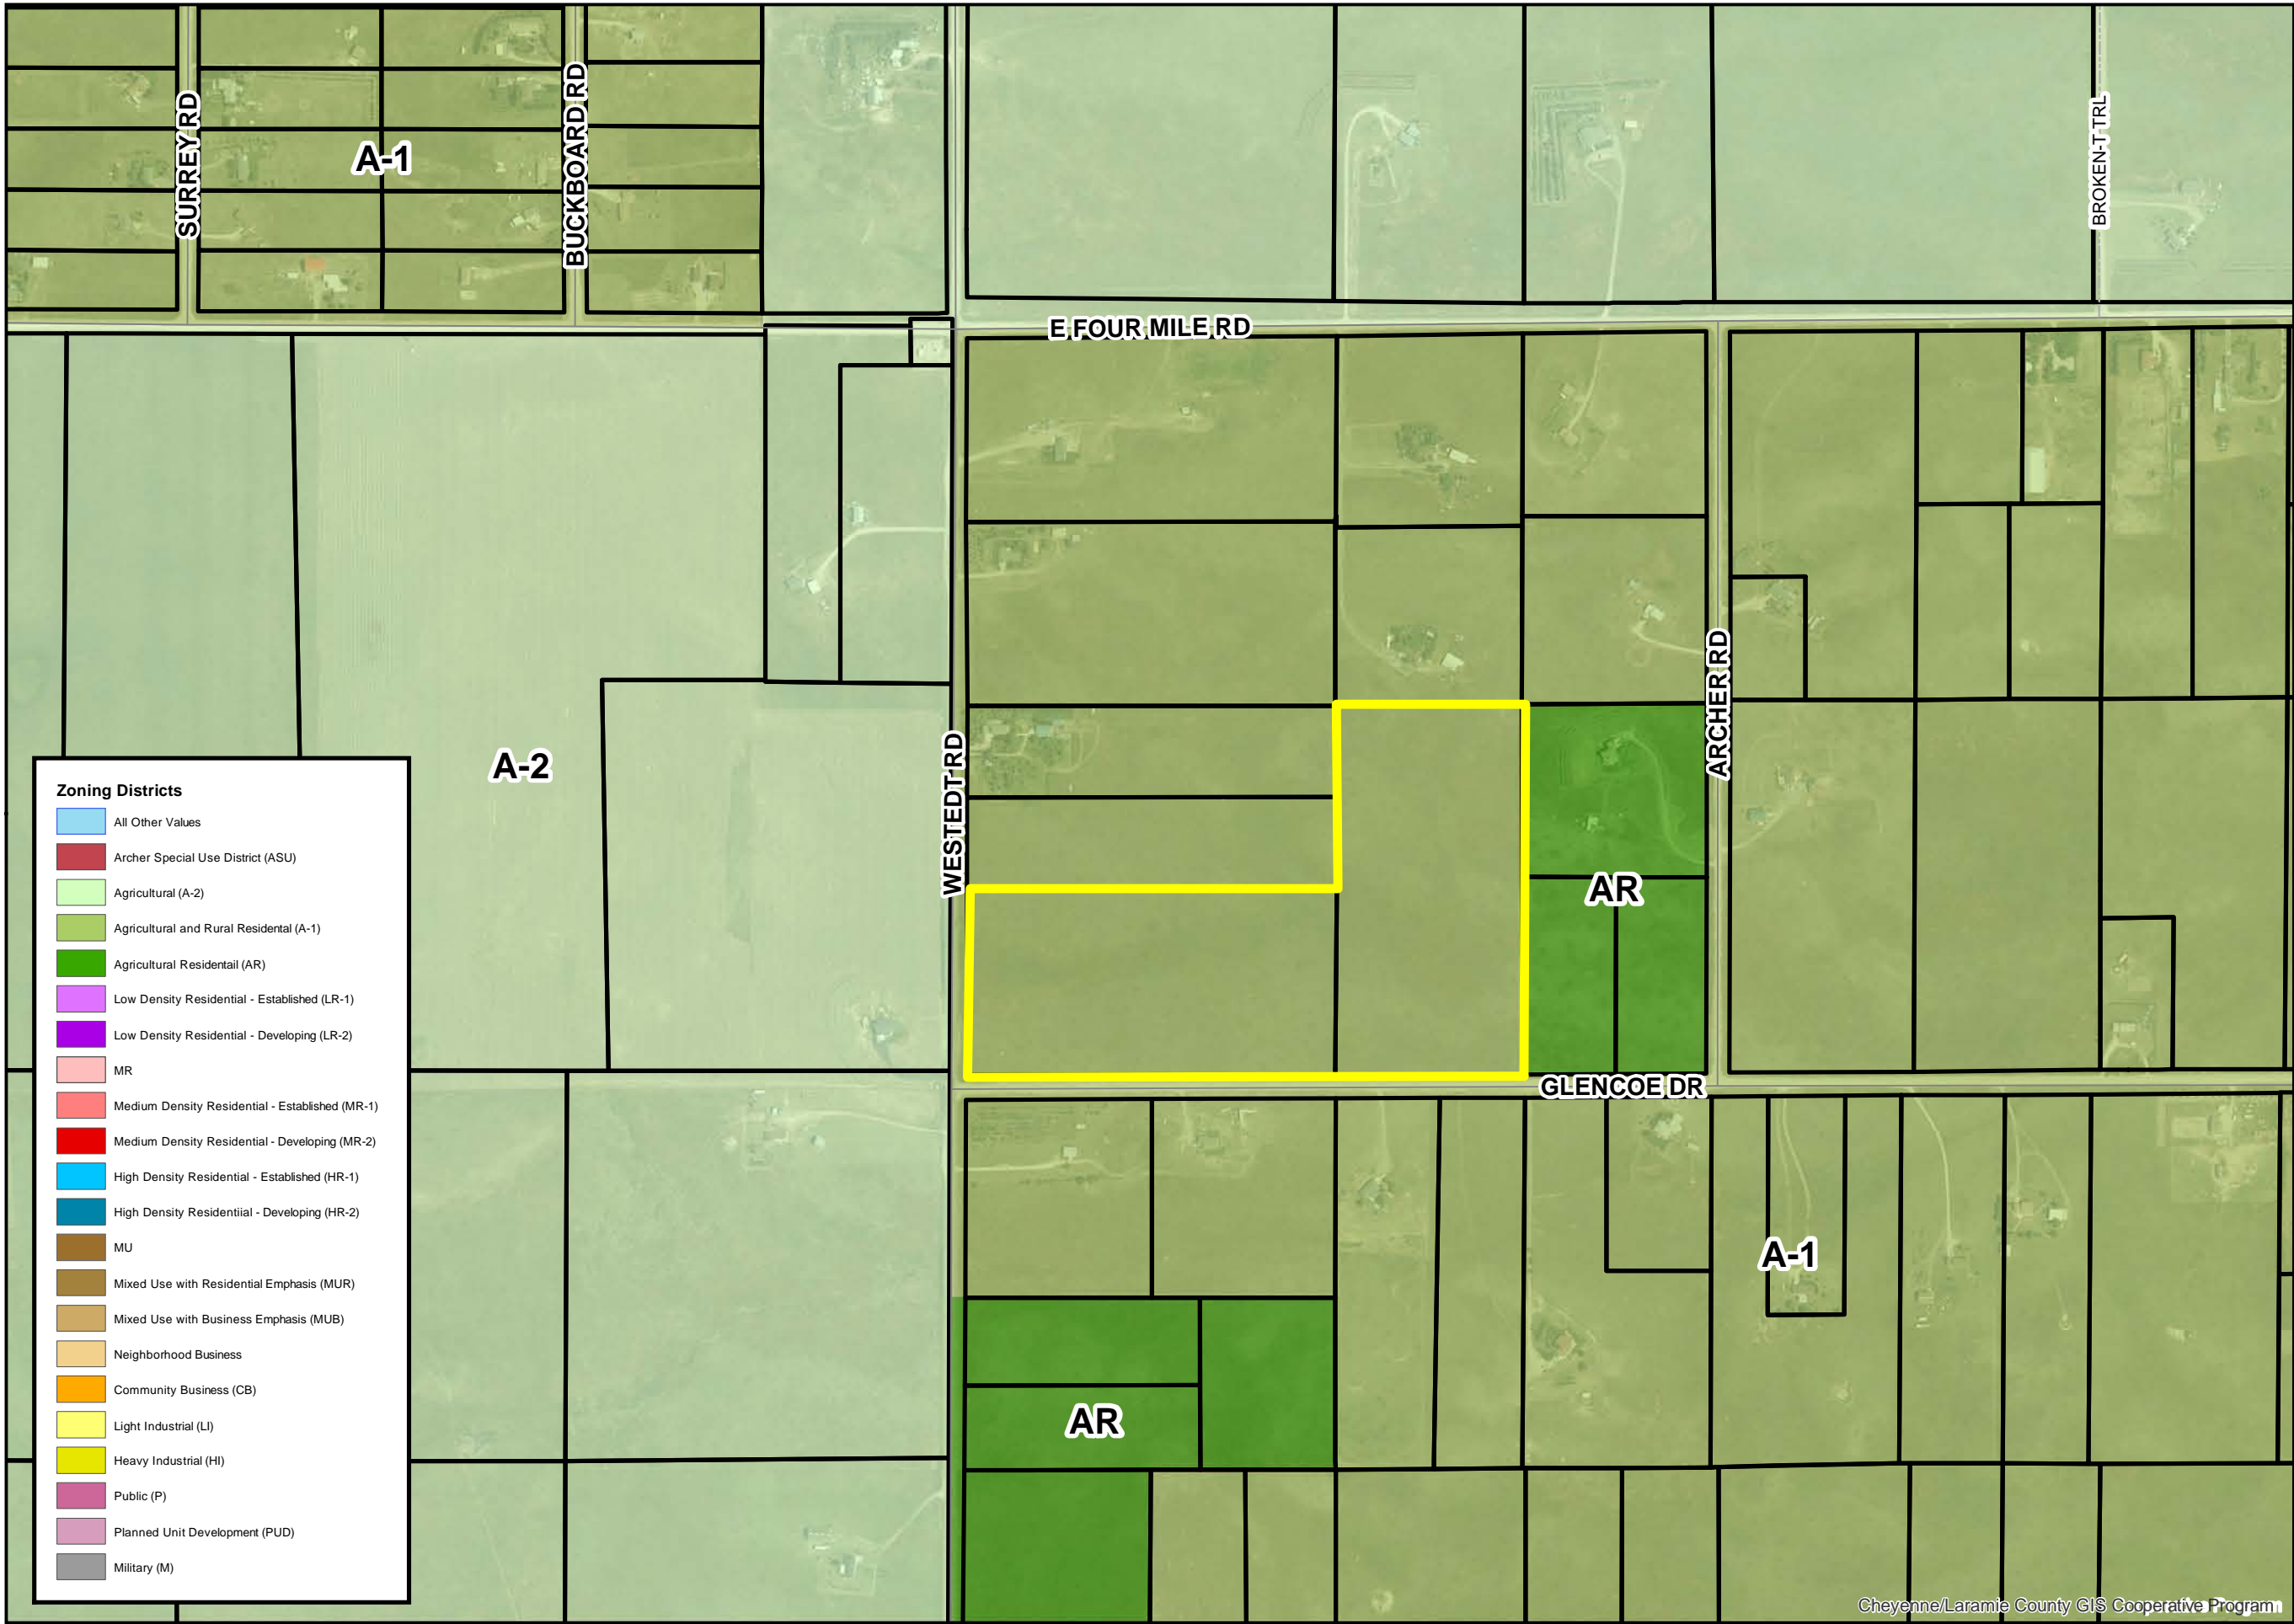 SURREY RD
A-1
BUCKBOARD RD
BROKEN-T TRL
E FOUR MILE RD
A-2
WESTEDT RD
ARCHER RD
AR
GLENCOE DR
A-1
AR
Zoning Districts
All Other Values
Archer Special Use District (ASU)
Agricultural (A-2)
Agricultural and Rural Residental (A-1)
Agricultural Residentail (AR)
Low Density Residential - Established (LR-1)
Low Density Residential - Developing (LR-2)
MR
Medium Density Residential - Established (MR-1)
Medium Density Residential - Developing (MR-2)
High Density Residential - Established (HR-1)
High Density Residentiial - Developing (HR-2)
MU
Mixed Use with Residential Emphasis (MUR)
Mixed Use with Business Emphasis (MUB)
Neighborhood Business
Community Business (CB)
Light Industrial (LI)
Heavy Industrial (HI)
Public (P)
Planned Unit Development (PUD)
Military (M)
Cheyenne/Laramie County GIS Cooperative Program